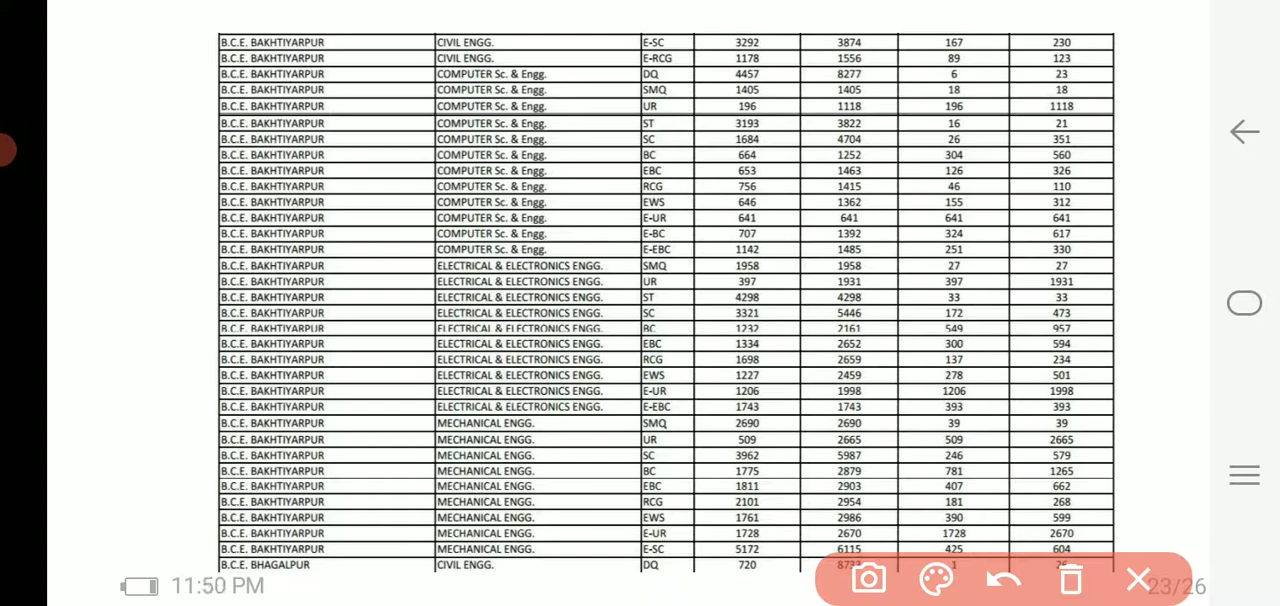 B.C.E. BAKHTIYARPUR CIVIL ENGG. E-SC 3292 3874 167 230
B.C.E. BAKHTIYARPUR CIVIL ENGG. E-RCG 1178 1556 89 123
B.C.E. BAKHTIYARPUR COMPUTER Sc. & Engg. DQ 4457 8277 6 23
B.C.E. BAKHTIYARPUR COMPUTER Sc. & Engg. SMQ 1405 1405 18 18
B.C.E. BAKHTIYARPUR COMPUTER Sc. & Engg. UR 196 1118 196 1118
B.C.E. BAKHTIYARPUR COMPUTER Sc. & Engg. ST 3193 3822 16 21
B.C.E. BAKHTIYARPUR COMPUTER Sc. & Engg. SC 1684 4704 26 351
B.C.E. BAKHTIYARPUR COMPUTER Sc. & Engg. BC 664 1252 304 560
B.C.E. BAKHTIYARPUR COMPUTER Sc. & Engg. EBC 653 1463 126 326
B.C.E. BAKHTIYARPUR COMPUTER Sc. & Engg. RCG 756 1415 46 110
B.C.E. BAKHTIYARPUR COMPUTER Sc. & Engg. EWS 646 1362 155 312
B.C.E. BAKHTIYARPUR COMPUTER Sc. & Engg. E-UR 641 641 641 641
B.C.E. BAKHTIYARPUR COMPUTER Sc. & Engg. E-BC 707 1392 324 617
B.C.E. BAKHTIYARPUR COMPUTER Sc. & Engg. E-EBC 1142 1485 251 330
B.C.E. BAKHTIYARPUR ELECTRICAL & ELECTRONICS ENGG. SMQ 1958 1958 27 27
B.C.E. BAKHTIYARPUR ELECTRICAL & ELECTRONICS ENGG. UR 397 1931 397 1931
B.C.E. BAKHTIYARPUR ELECTRICAL & ELECTRONICS ENGG. ST 4298 4298 33 33
B.C.E. BAKHTIYARPUR ELECTRICAL & ELECTRONICS ENGG. SC 3321 5446 172 473
B.C.E. BAKHTIYARPUR ELECTRICAL & ELECTRONICS ENGG. BC 1232 2161 549 957
B.C.E. BAKHTIYARPUR ELECTRICAL & ELECTRONICS ENGG. EBC 1334 2652 300 594
B.C.E. BAKHTIYARPUR ELECTRICAL & ELECTRONICS ENGG. RCG 1698 2659 137 234
B.C.E. BAKHTIYARPUR ELECTRICAL & ELECTRONICS ENGG. EWS 1227 2459 278 501
B.C.E. BAKHTIYARPUR ELECTRICAL & ELECTRONICS ENGG. E-UR 1206 1998 1206 1998
B.C.E. BAKHTIYARPUR ELECTRICAL & ELECTRONICS ENGG. E-EBC 1743 1743 393 393
B.C.E. BAKHTIYARPUR MECHANICAL ENGG. SMQ 2690 2690 39 39
B.C.E. BAKHTIYARPUR MECHANICAL ENGG. UR 509 2665 509 2665
B.C.E. BAKHTIYARPUR MECHANICAL ENGG. SC 3962 5987 246 579
B.C.E. BAKHTIYARPUR MECHANICAL ENGG. BC 1775 2879 781 1265
B.C.E. BAKHTIYARPUR MECHANICAL ENGG. EBC 1811 2903 407 662
B.C.E. BAKHTIYARPUR MECHANICAL ENGG. RCG 2101 2954 181 268
B.C.E. BAKHTIYARPUR MECHANICAL ENGG. EWS 1761 2986 390 599
B.C.E. BAKHTIYARPUR MECHANICAL ENGG. E-UR 1728 2670 1728 2670
B.C.E. BAKHTIYARPUR MECHANICAL ENGG. E-SC 5172 6115 425 604
B.C.E. BHAGALPUR CIVIL ENGG. DQ 720 1
11:50 PM 23/26